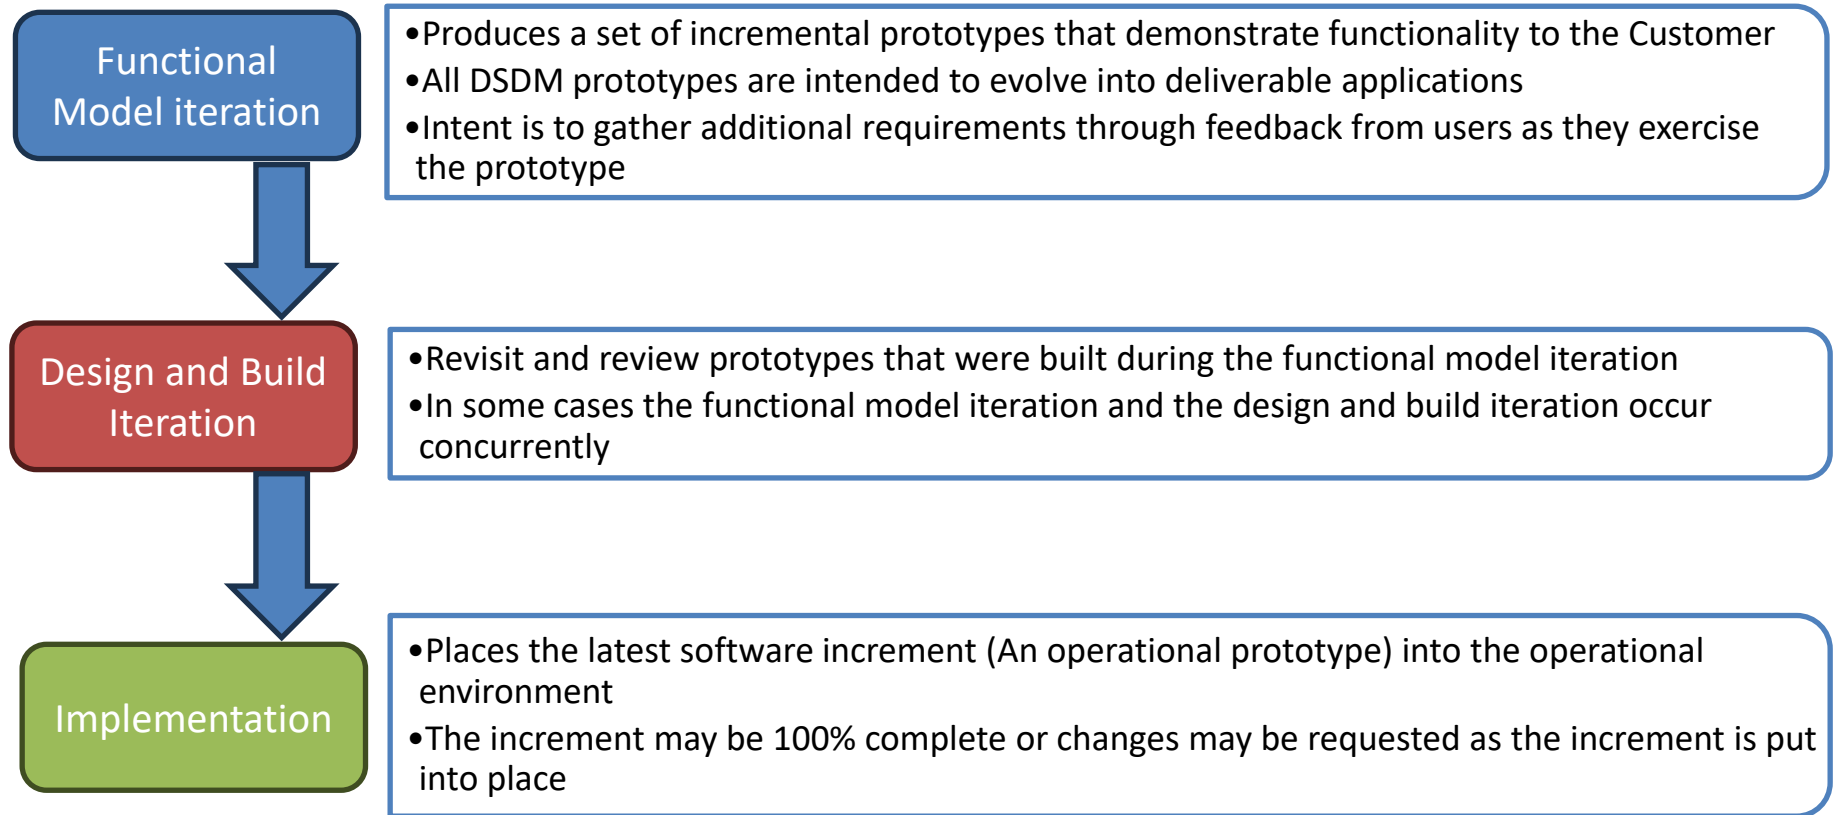 Functional
Model iteration
•Produces a set of incremental prototypes that demonstrate functionality to the Customer
•All DSDM prototypes are intended to evolve into deliverable applications
•Intent is to gather additional requirements through feedback from users as they exercise
the prototype
Design and Build
Iteration
•Revisit and review prototypes that were built during the functional model iteration
•In some cases the functional model iteration and the design and build iteration occur
concurrently
Implementation
•Places the latest software increment (An operational prototype) into the operational
environment
•The increment may be 100% complete or changes may be requested as the increment is put
into place